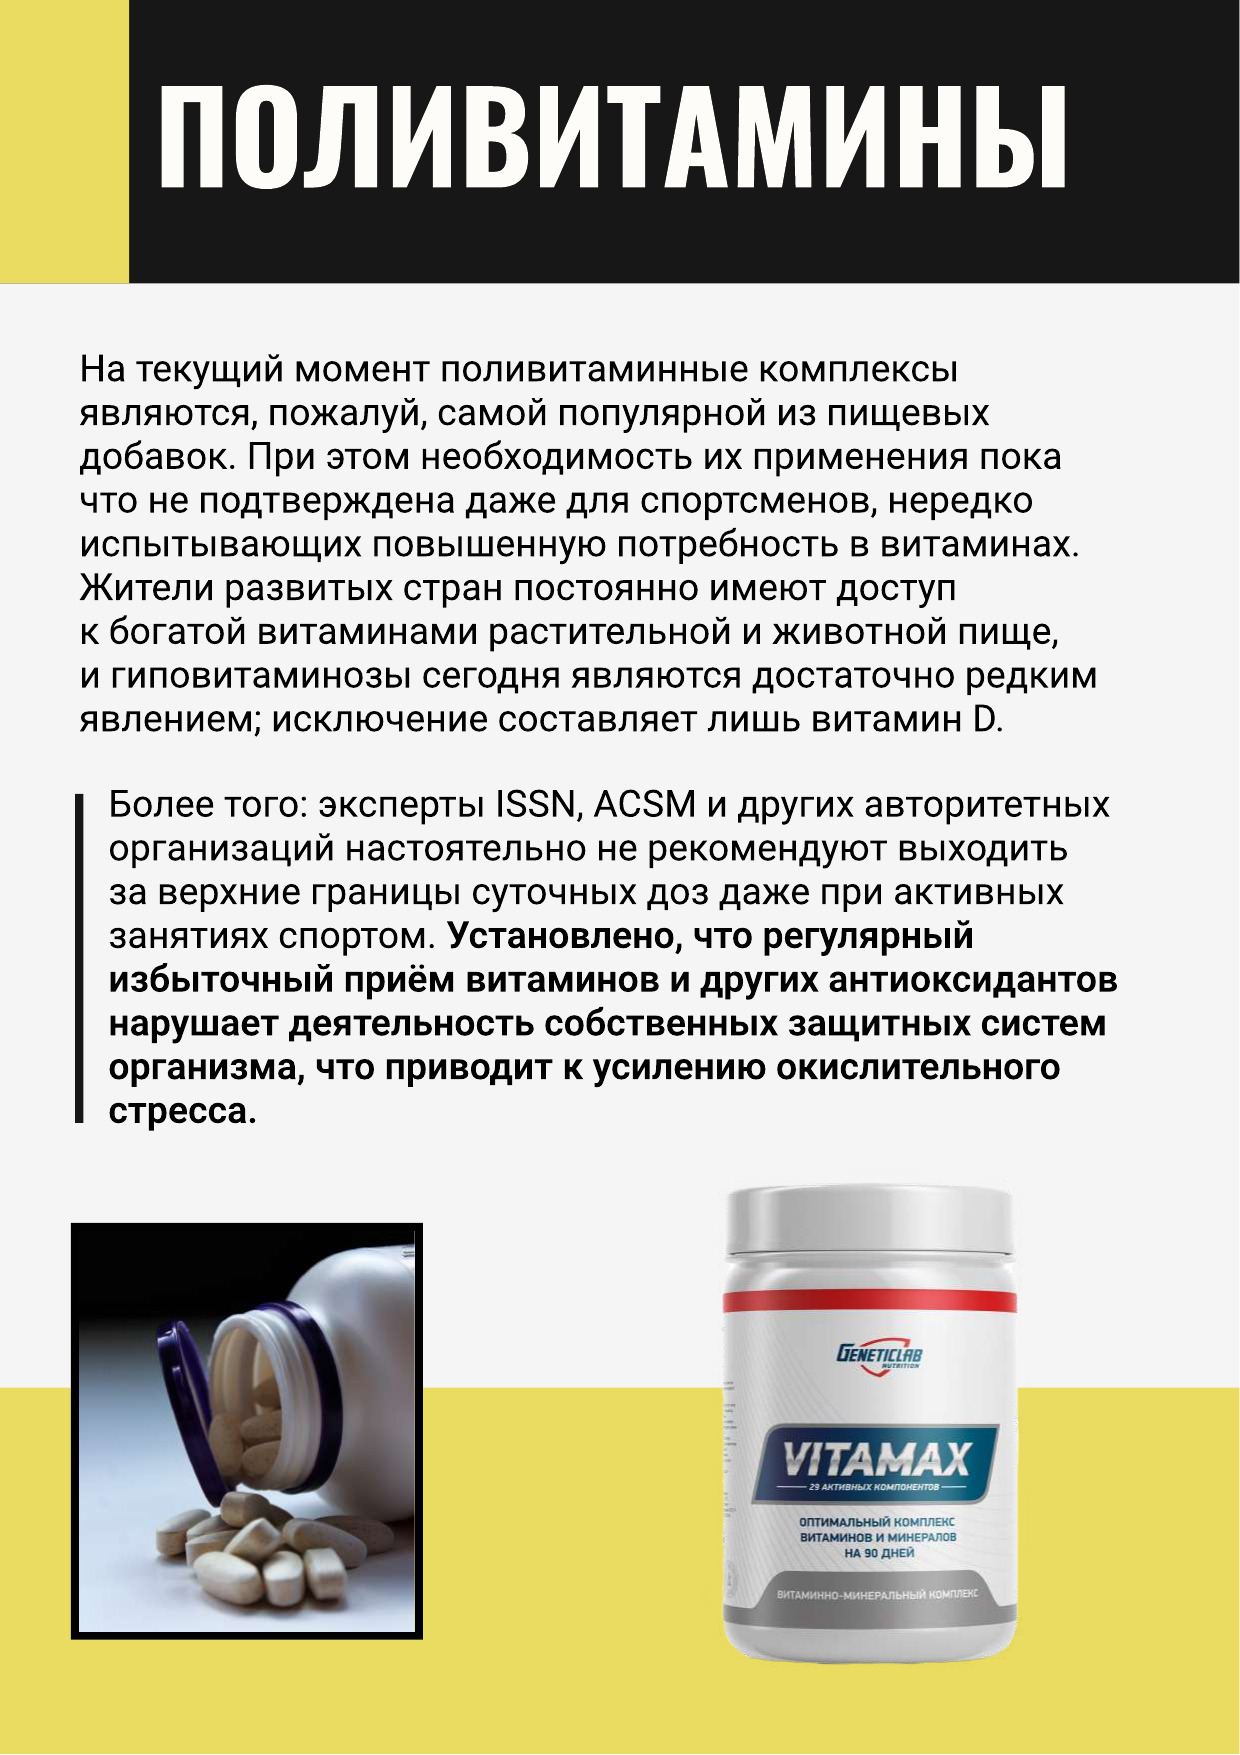 ПОЛИВИТАМИНЫ
На текущий момент поливитаминные комплексы
являются, пожалуй, самой популярной из пищевых
добавок. При этом необходимость их применения пока
что не подтверждена даже для спортсменов, нередко
испытывающих повышенную потребность в витаминах.
Жители развитых стран постоянно имеют доступ
к богатой витаминами растительной и животной пище,
и гиповитаминозы сегодня являются достаточно редким
явлением; исключение составляет лишь витамин D.
Более того: эксперты ISSN, ACSM и других авторитетных
организаций настоятельно не рекомендуют выходить
за верхние границы суточных доз даже при активных
занятиях спортом. Установлено, что регулярный
избыточный приём витаминов и других антиоксидантов
нарушает деятельность собственных защитных систем
организма, что приводит к усилению окислительного
стресса.
GENETICLAB
NUTRITION
VITAMAX
29 АКТИВНЫХ КОМПОНЕНТОВ
ОПТИМАЛЬНЫЙ КОМПЛЕКС
ВИТАМИНОВ И МИНЕРАЛОВ
НА 90 ДНЕЙ
ВИТАМИННО-МИНЕРАЛЬНЫЙ КОМПЛЕКС